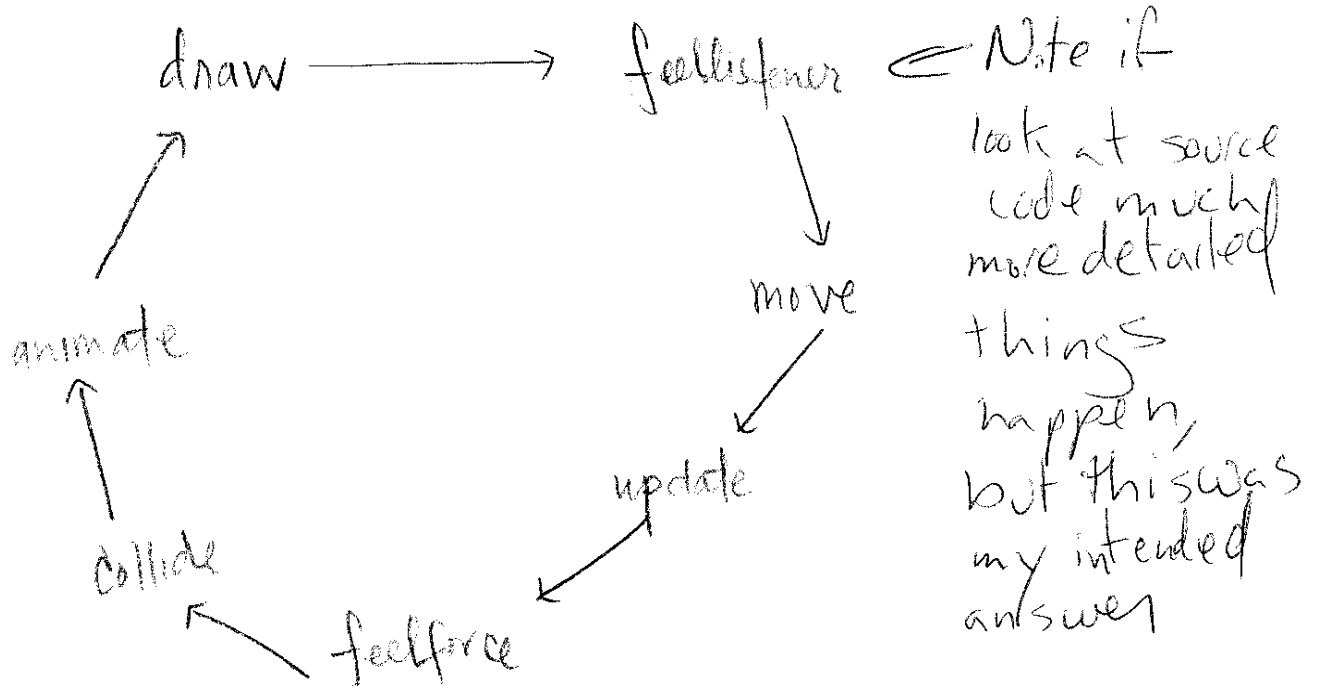 draw
feellistener
move
update
feelforce
collide
animate
Note if
look at source
code much
more detailed
things
happen,
but this was
my intended
answer